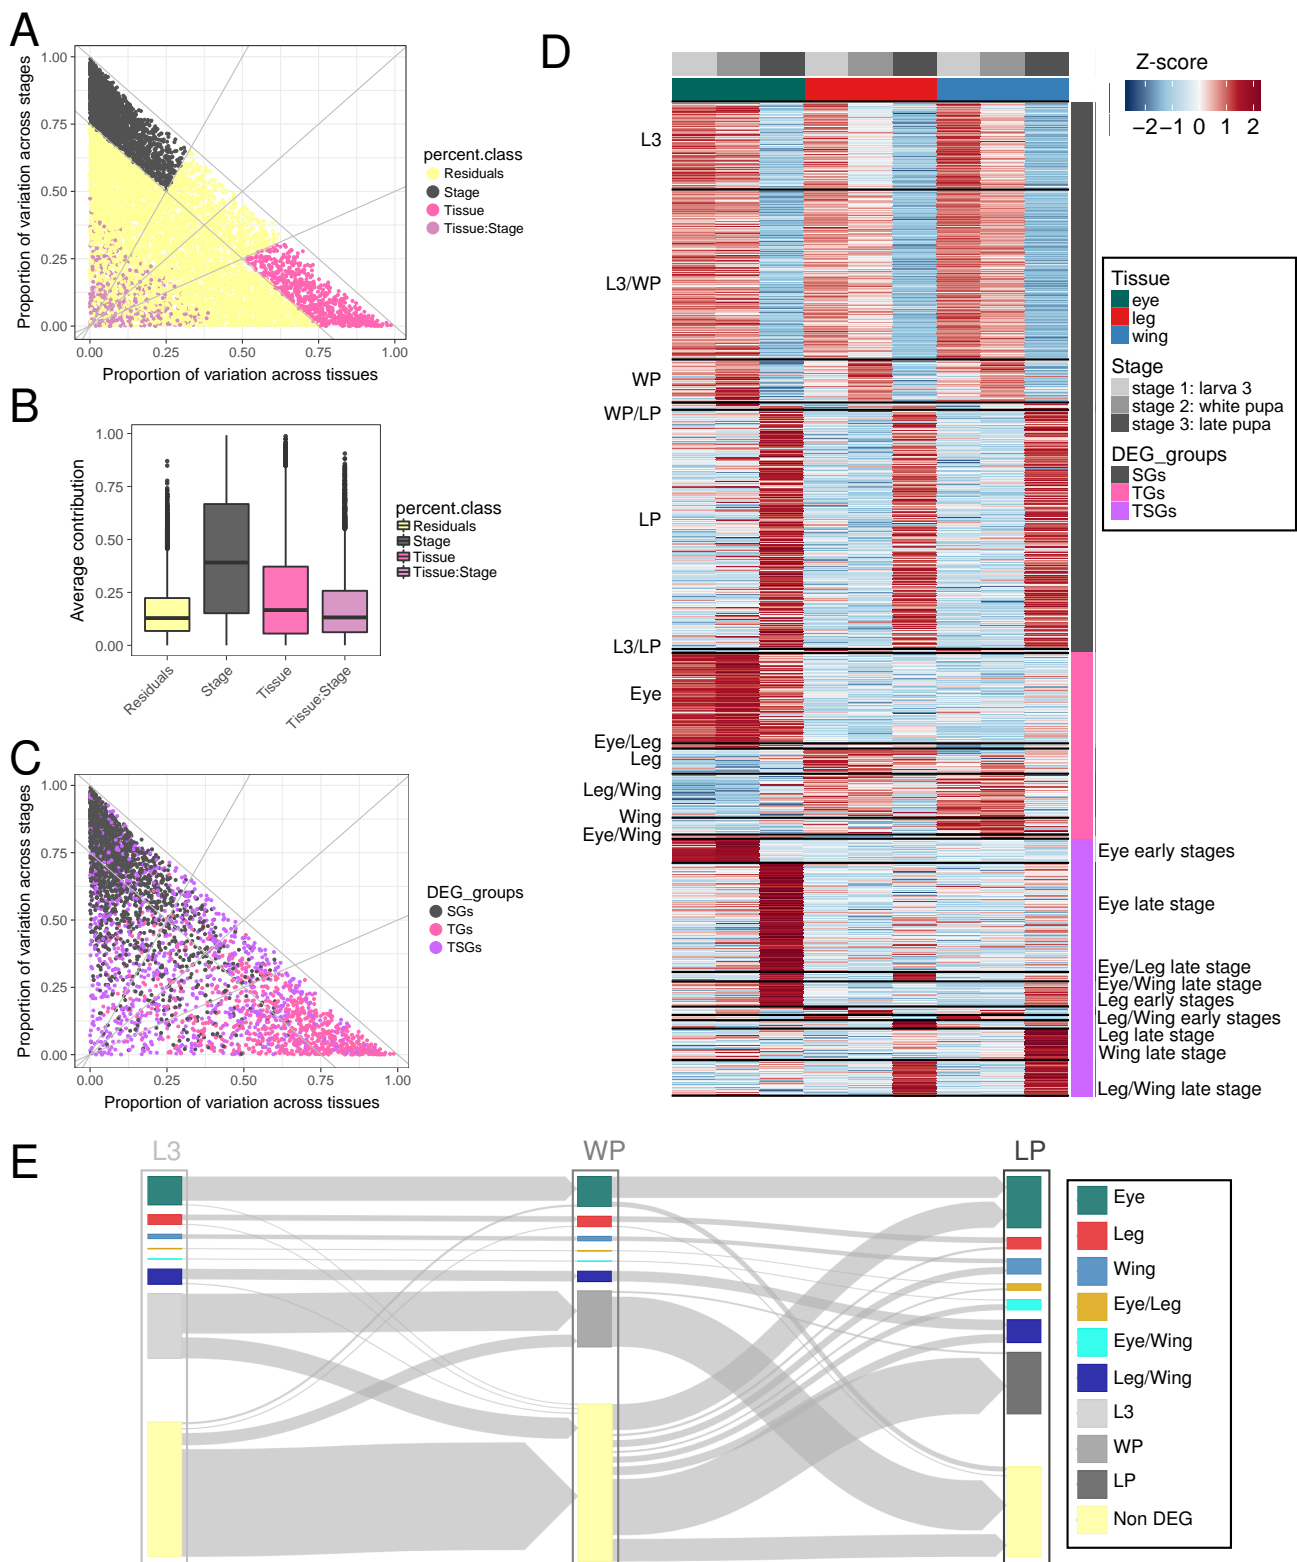 A
Proportion of variation across stages
1.00
0.75
0.50
0.25
0.00
0.00 0.25 0.50 0.75 1.00
Proportion of variation across tissues
percent.class
Residuals
Stage
Tissue
Tissue:Stage
B
Average contribution
1.00
0.75
0.50
0.25
0.00
Residuals
Stage
Tissue
Tissue:Stage
percent.class
Residuals
Stage
Tissue
Tissue:Stage
C
Proportion of variation across stages
1.00
0.75
0.50
0.25
0.00
0.00 0.25 0.50 0.75 1.00
Proportion of variation across tissues
DEG_groups
SGs
TGs
TSGs
D
L3
L3/WP
WP
WP/LP
LP
L3/LP
Eye
Eye/Leg
Leg
Leg/Wing
Wing
Eye/Wing
Eye early stages
Eye late stage
Eye/Leg late stage
Eye/Wing late stage
Leg early stages
Leg/Wing early stages
Leg late stage
Wing late stage
Leg/Wing late stage
Z-score
−2 −1 0 1 2
Tissue
eye
leg
wing
Stage
stage 1: larva 3
stage 2: white pupa
stage 3: late pupa
DEG_groups
SGs
TGs
TSGs
E
L3
WP
LP
Eye
Leg
Wing
Eye/Leg
Eye/Wing
Leg/Wing
L3
WP
LP
Non DEG